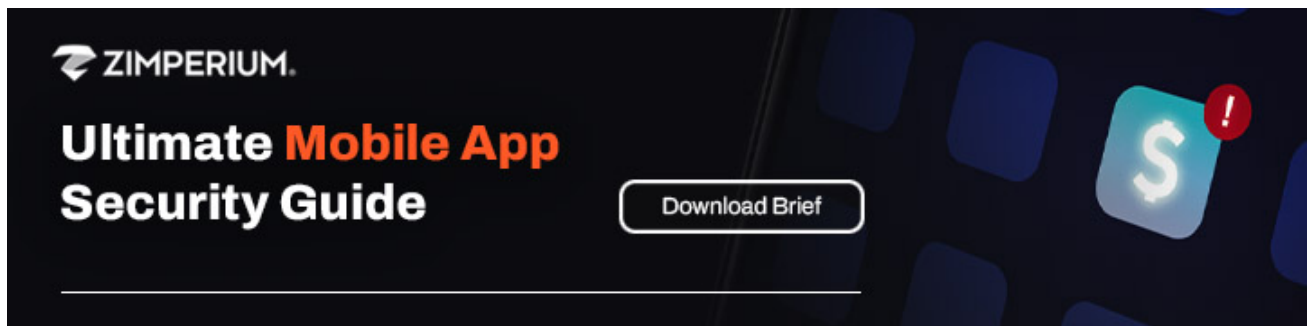 ZIMPERIUM.
Ultimate Mobile App
Security Guide
Download Brief
$
!